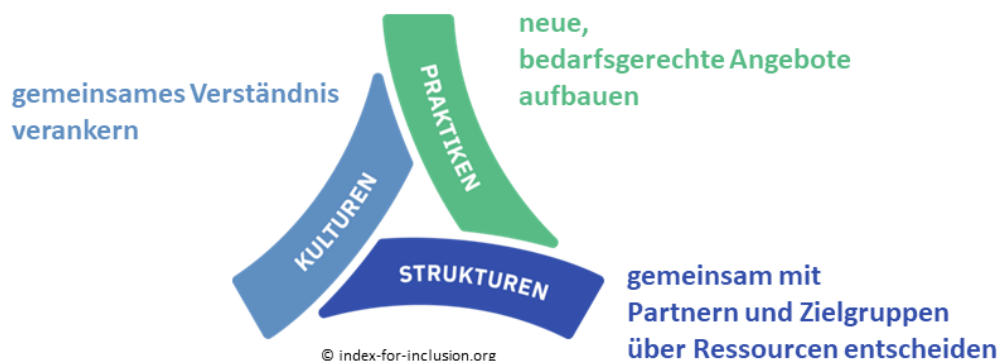 neue,
bedarfsgerechte Angebote
aufbauen
gemeinsames Verständnis
verankern
PRAKTIKEN
KULTUREN
STRUKTUREN
gemeinsam mit
Partnern und Zielgruppen
über Ressourcen entscheiden
© index-for-inclusion.org